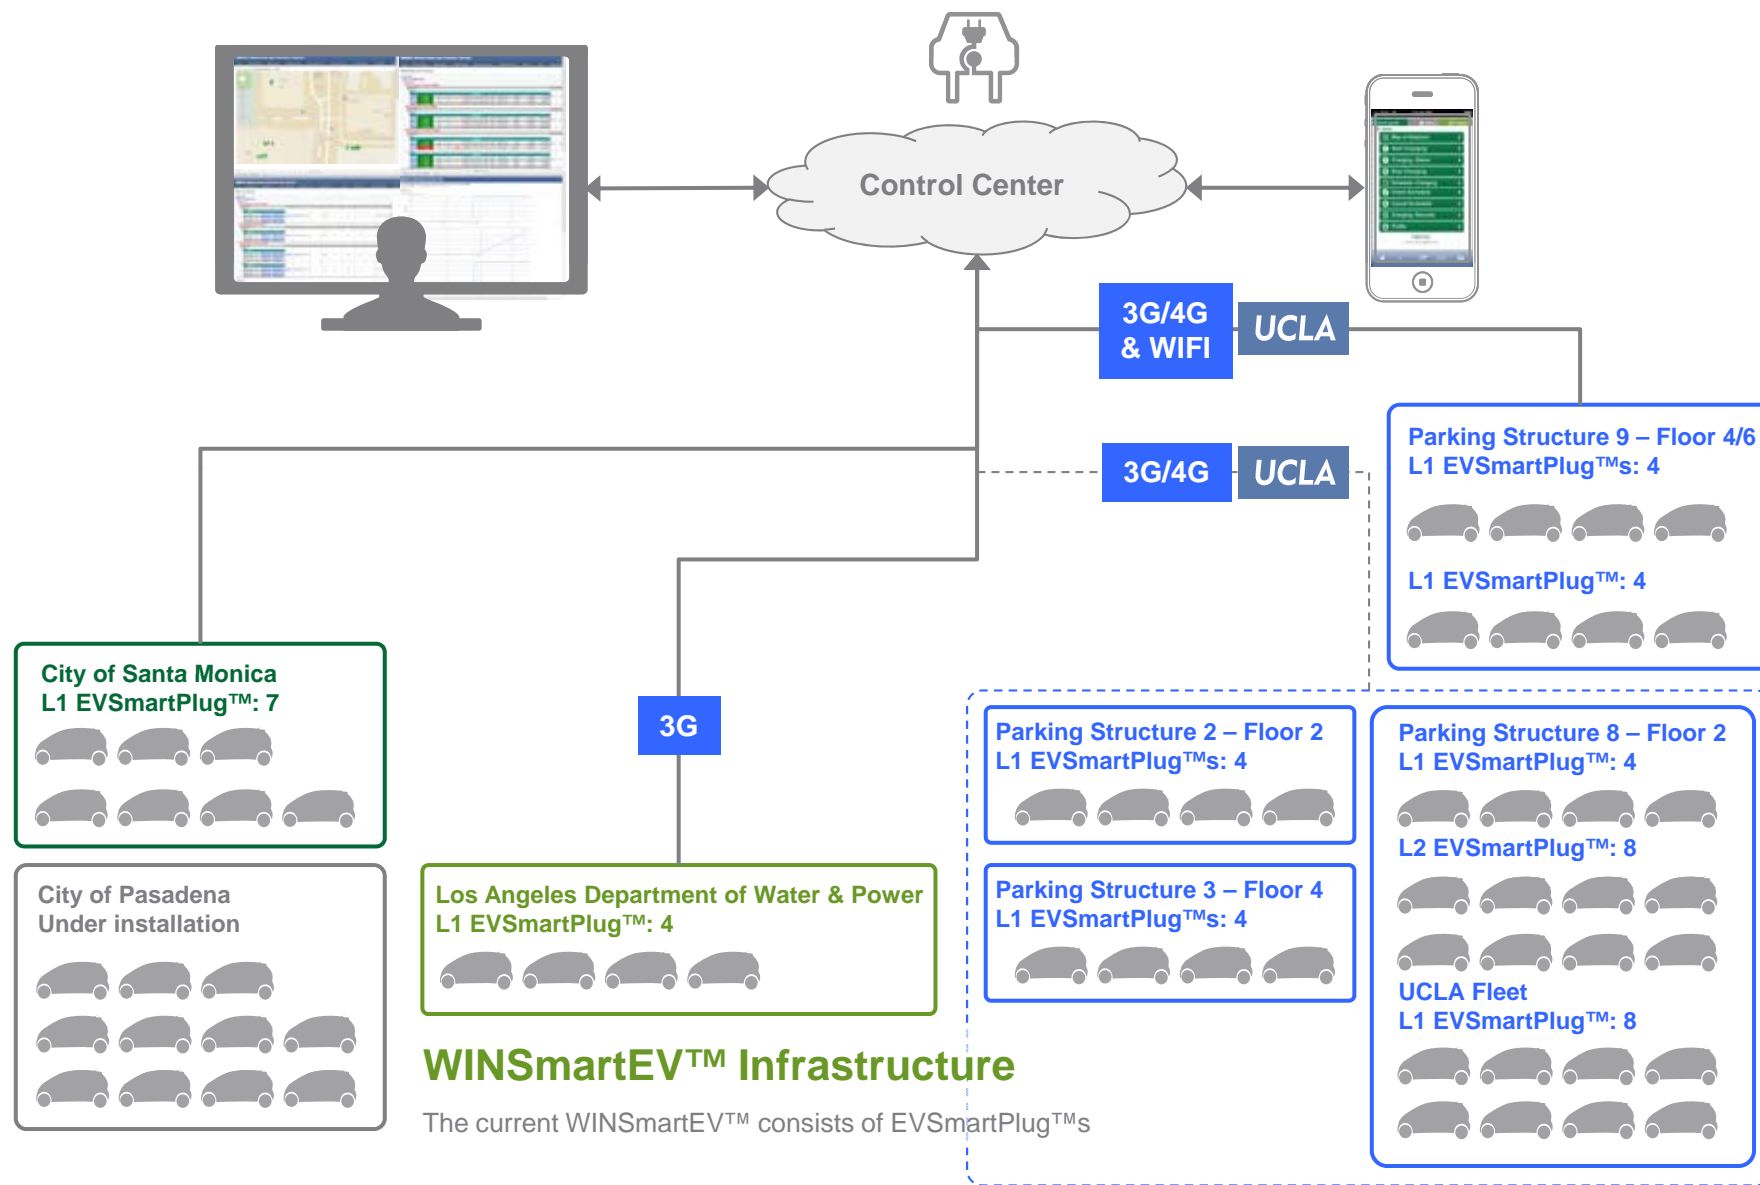 Control Center
3G/4G
& WIFI
UCLA
Parking Structure 9 – Floor 4/6
L1 EVSmartPlug™s: 4
L1 EVSmartPlug™: 4
3G/4G
UCLA
City of Santa Monica
L1 EVSmartPlug™: 7
3G
Parking Structure 2 – Floor 2
L1 EVSmartPlug™s: 4
Parking Structure 8 – Floor 2
L1 EVSmartPlug™: 4
L2 EVSmartPlug™: 8
UCLA Fleet
L1 EVSmartPlug™: 8
City of Pasadena
Under installation
Los Angeles Department of Water & Power
L1 EVSmartPlug™: 4
Parking Structure 3 – Floor 4
L1 EVSmartPlug™s: 4
WINSmartEV™ Infrastructure
The current WINSmartEV™ consists of EVSmartPlug™s